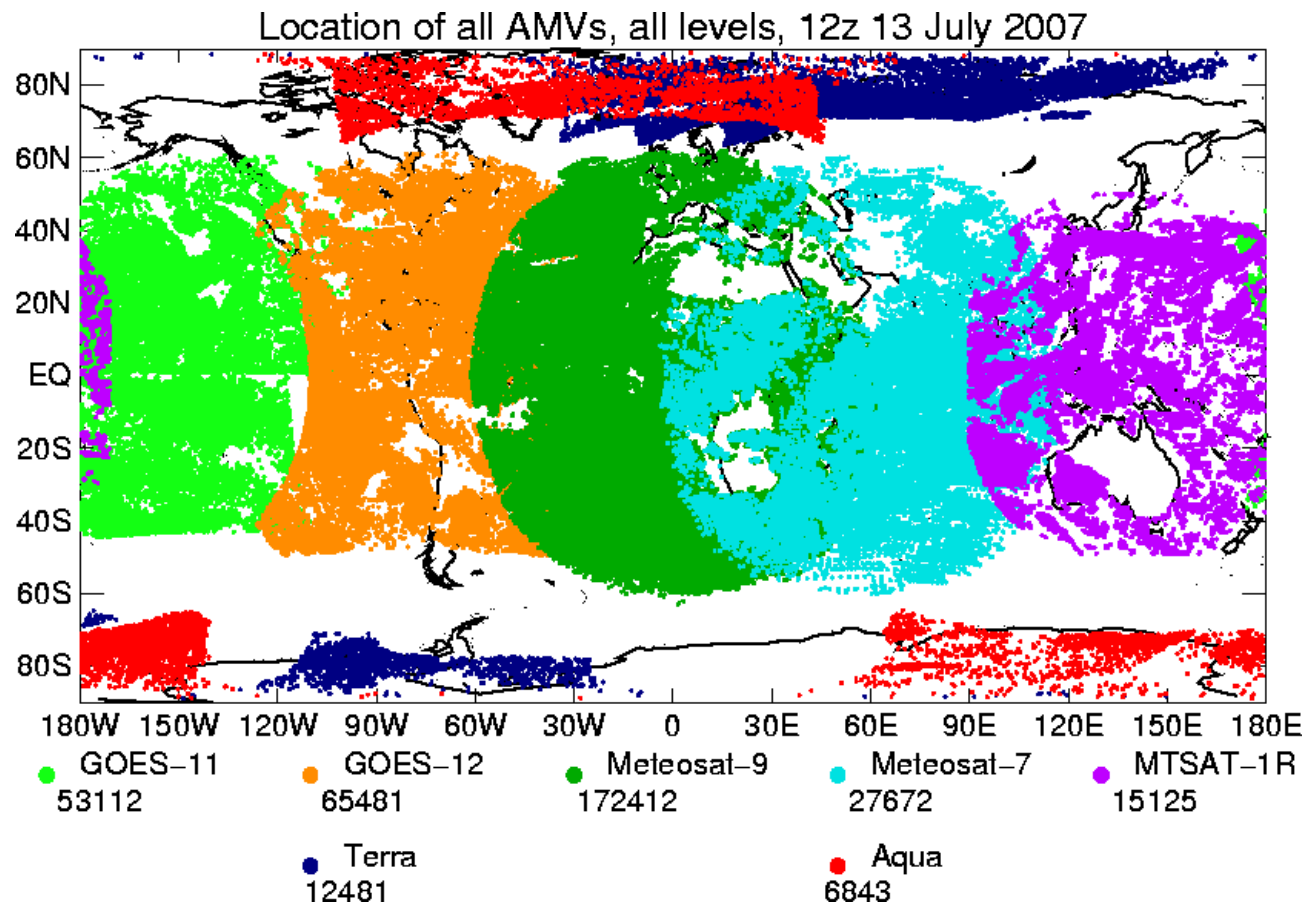 Location of all AMVs, all levels, 12z 13 July 2007
80N
60N
40N
20N
EQ
20S
40S
60S
80S
180W 150W 120W 90W 60W 30W 0 30E 60E 90E 120E 150E 180E
GOES−11 GOES−12 Meteosat−9 Meteosat−7 MTSAT−1R
53112 65481 172412 27672 15125
Terra Aqua
12481 6843